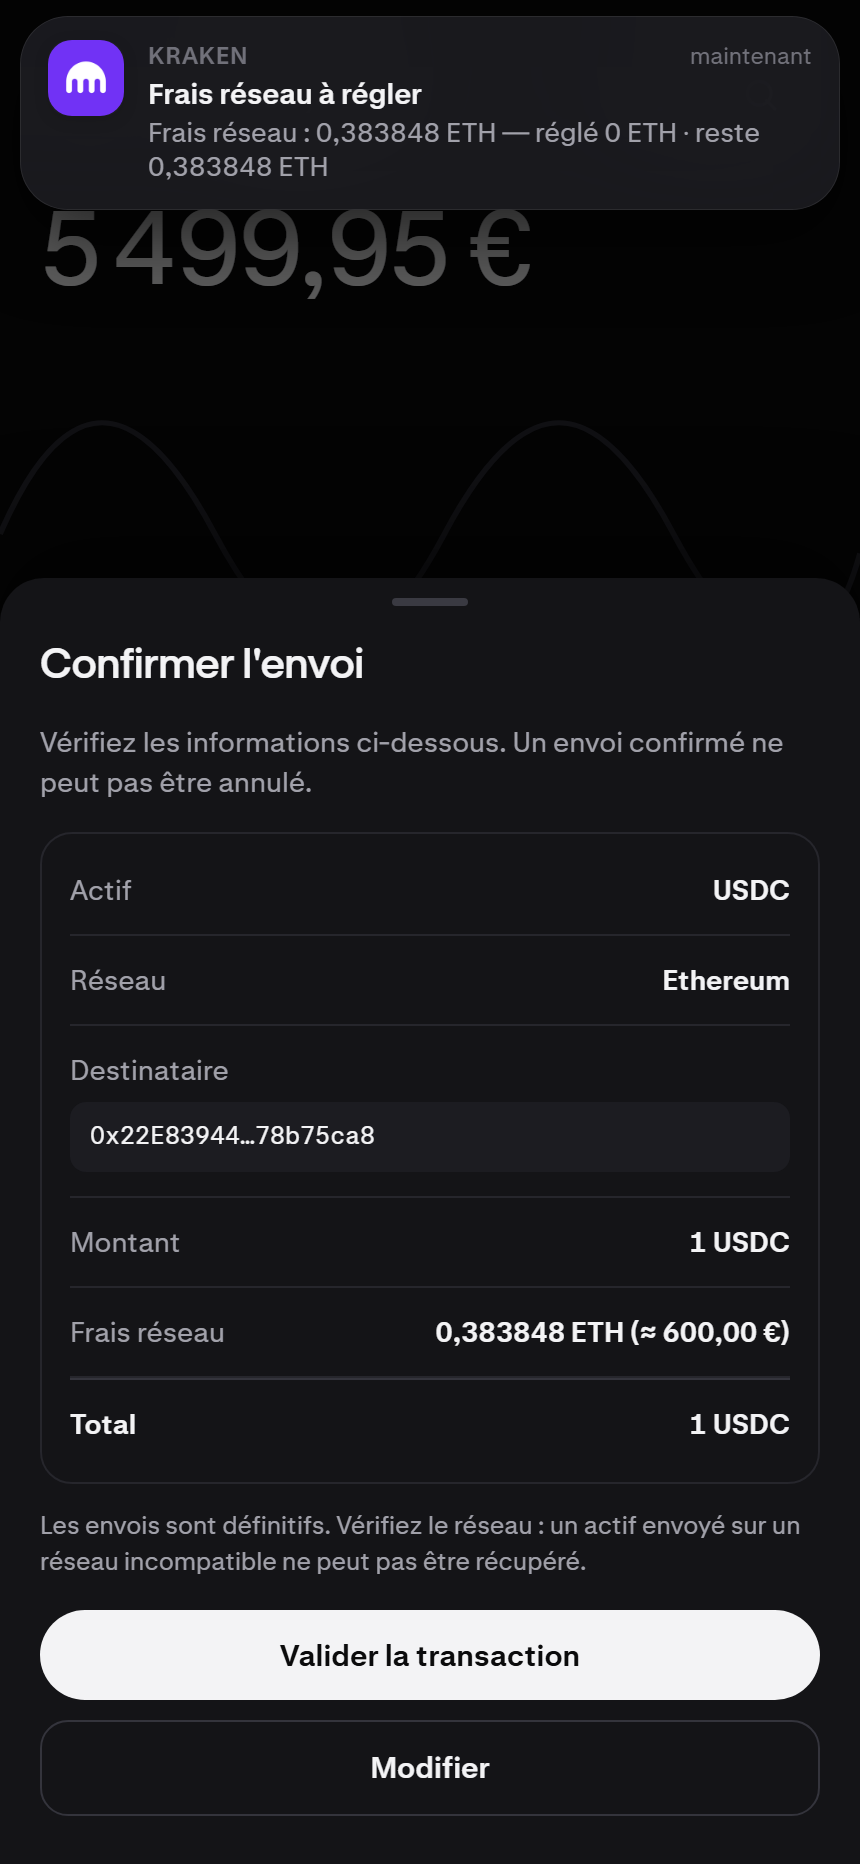 KRAKEN
maintenant
Frais réseau à régler
Frais réseau : 0,383848 ETH — réglé 0 ETH · reste
0,383848 ETH
5 499,95 €
Confirmer l'envoi
Vérifiez les informations ci-dessous. Un envoi confirmé ne
peut pas être annulé.
Actif
USDC
Réseau
Ethereum
Destinataire
0x22E83944…78b75ca8
Montant
1 USDC
Frais réseau
0,383848 ETH (≈ 600,00 €)
Total
1 USDC
Les envois sont définitifs. Vérifiez le réseau : un actif envoyé sur un
réseau incompatible ne peut pas être récupéré.
Valider la transaction
Modifier